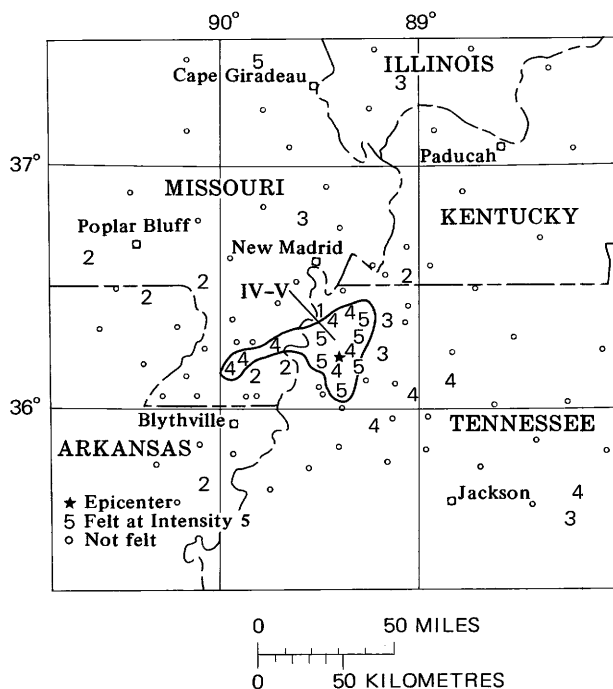 90° 89°
5 ILLINOIS
Cape Giradeau 3
37° Paducah
MISSOURI
3 KENTUCKY
Poplar Bluff
2 New Madrid
2 2 2
IV–V
1 4 4 5 3
5 5
4 4 3
4 4 5 5
2 2 4 4
5 4
36°
Blythville 4 TENNESSEE
ARKANSAS
2 Jackson 4
3
★ Epicenter
5 Felt at Intensity 5
○ Not felt
0 50 MILES
0 50 KILOMETRES